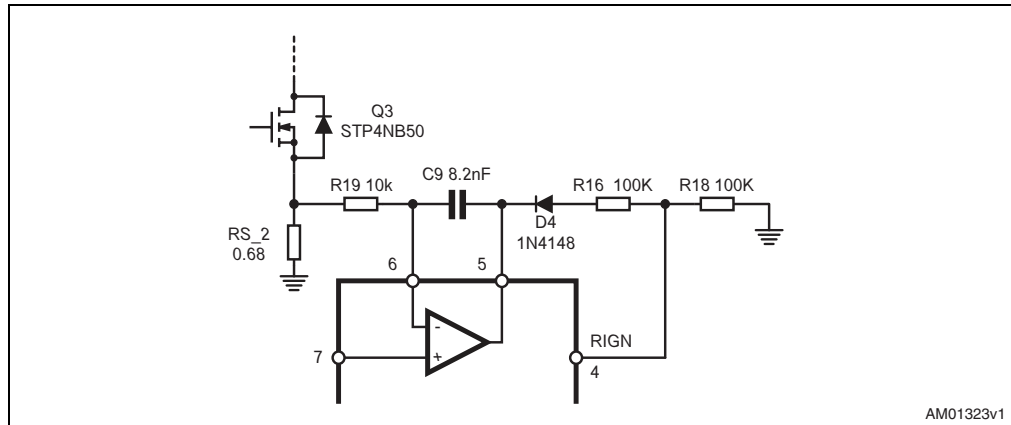 Q3
STP4NB50
C9 8.2nF
R19 10k
R16 100K
R18 100K
D4
1N4148
RS_2
0.68
6
5
-
+
7
RIGN
4
AM01323v1